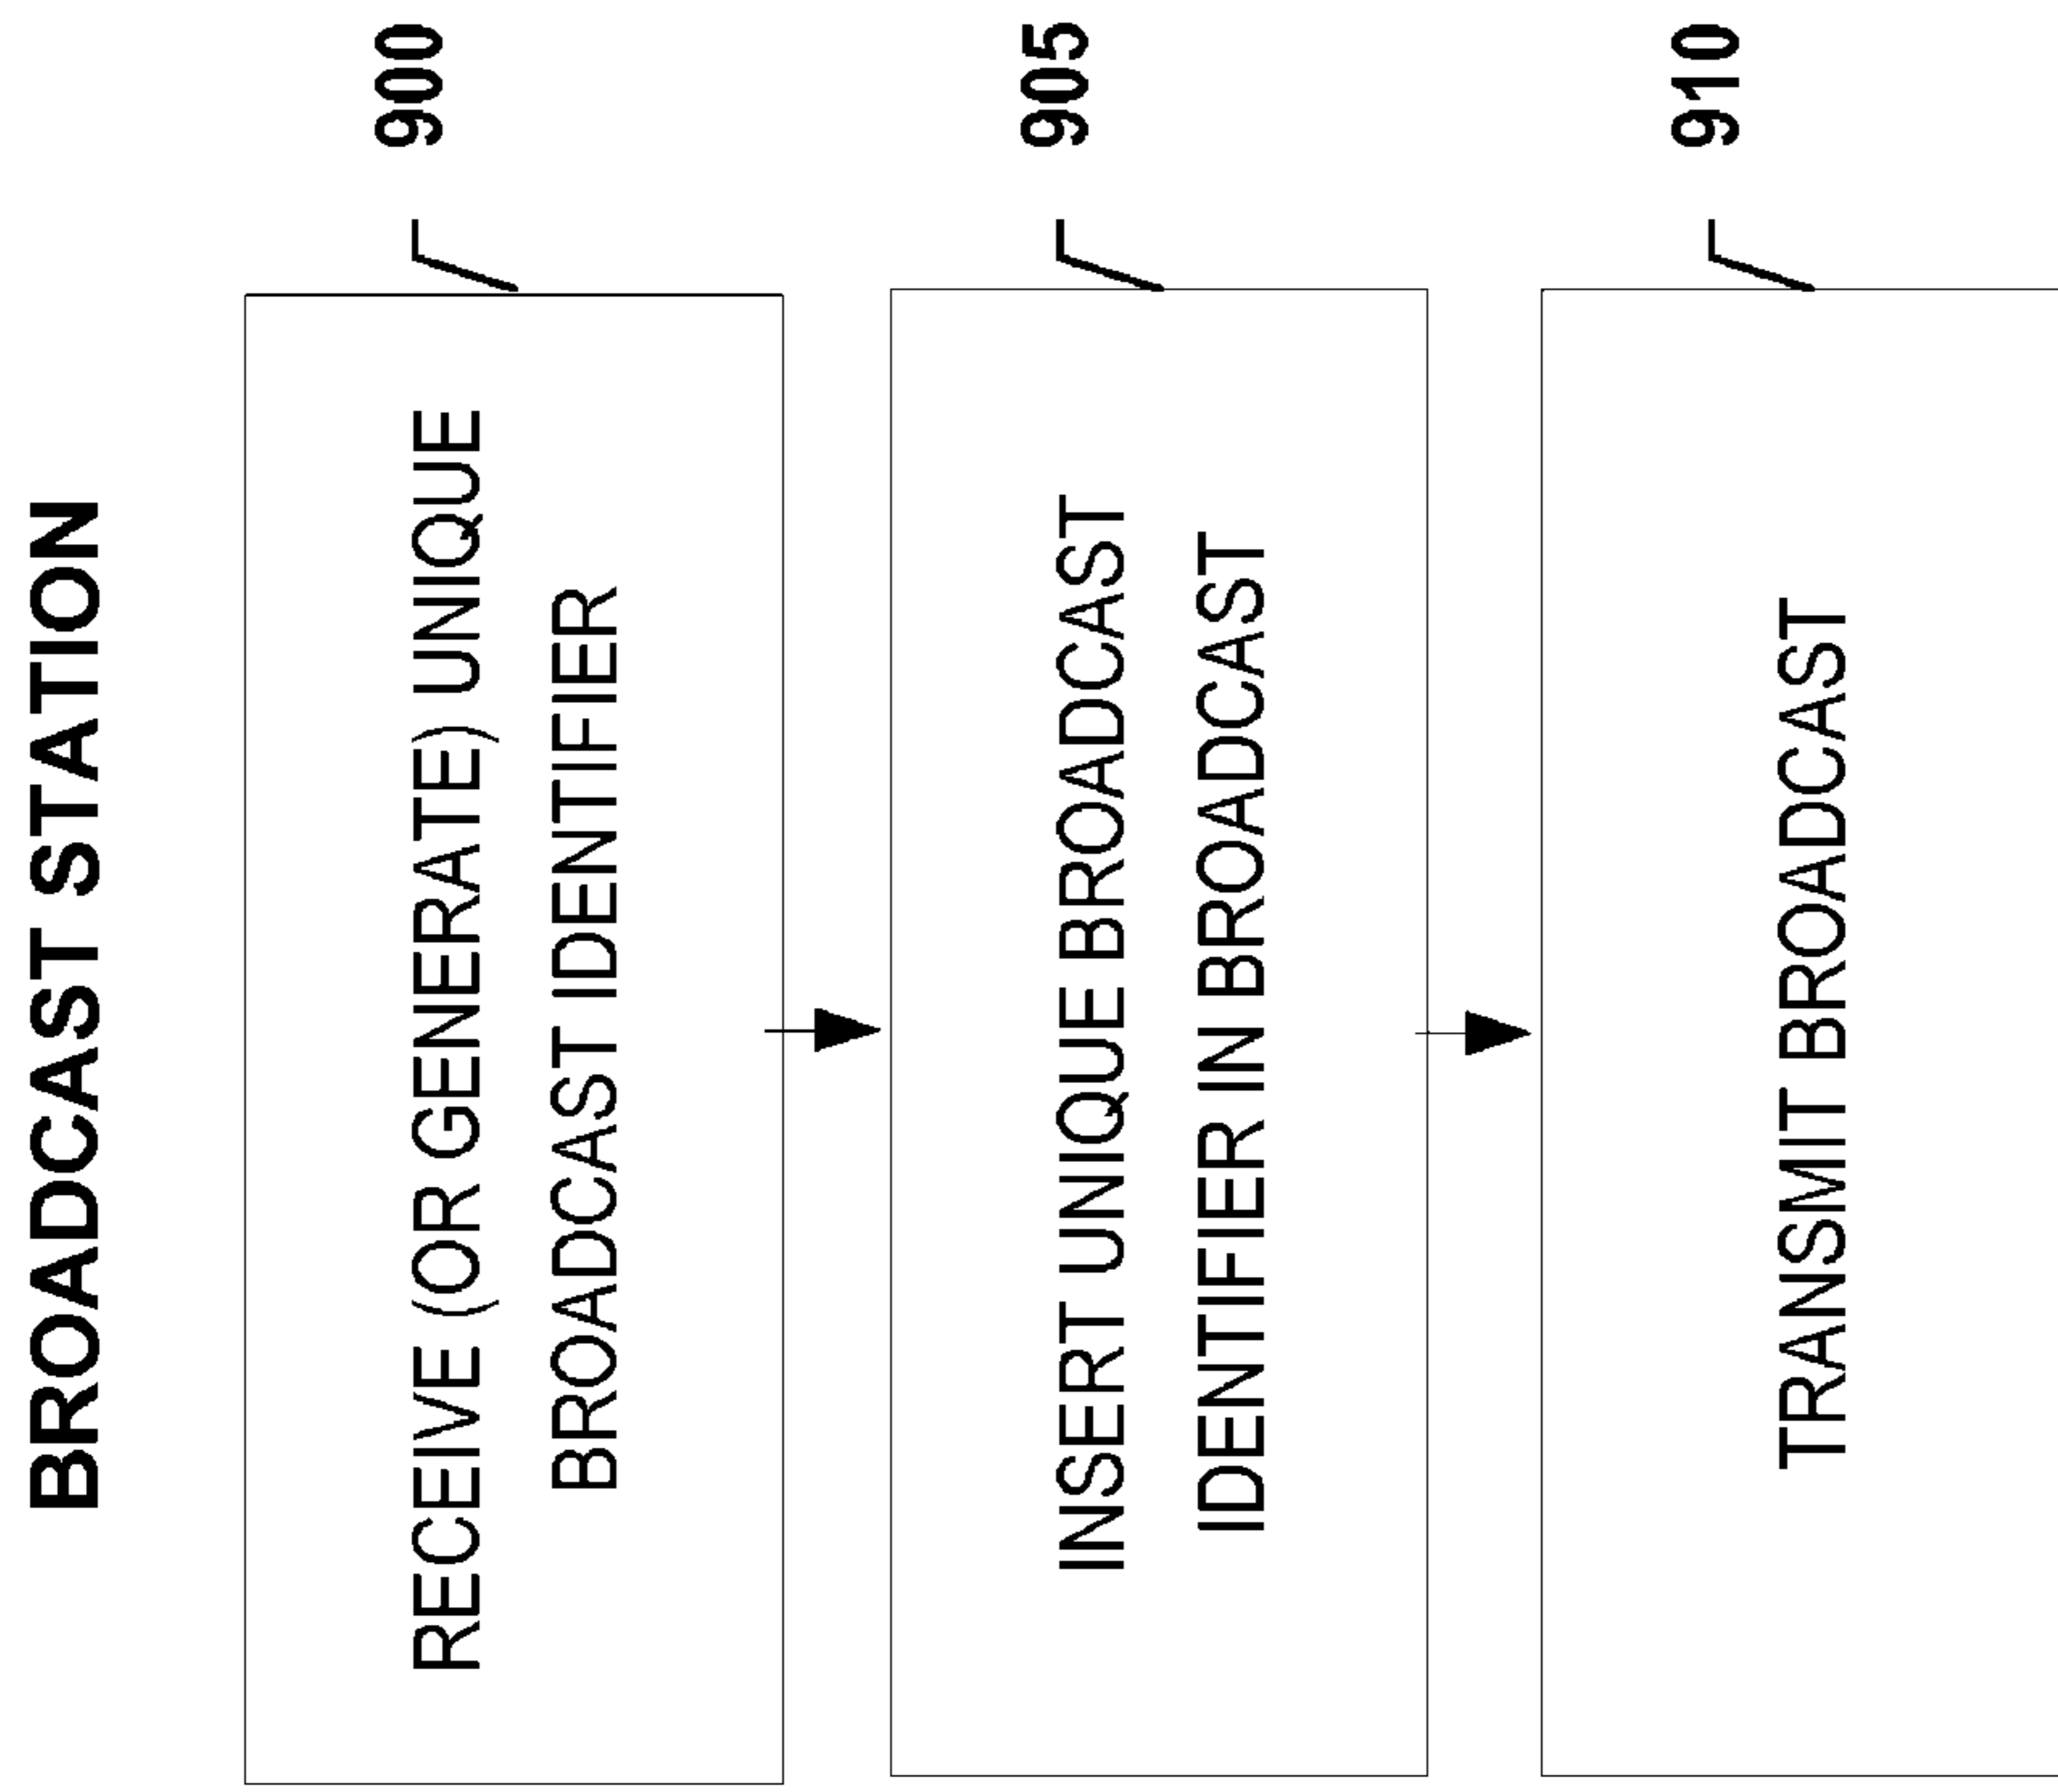 BROADCAST STATION
RECEIVE (OR GENERATE) UNIQUE
BROADCAST IDENTIFIER
900
INSERT UNIQUE BROADCAST
IDENTIFIER IN BROADCAST
905
TRANSMIT BROADCAST
910